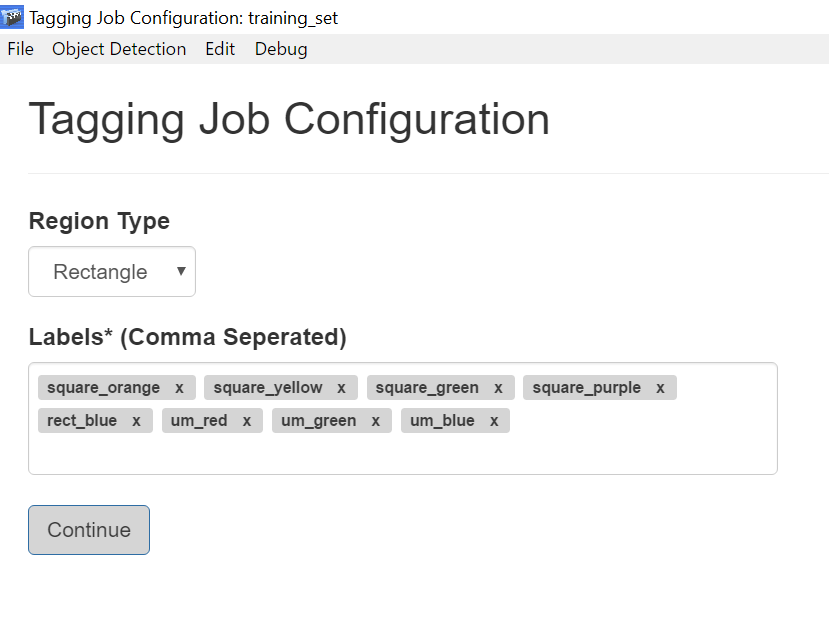 Tagging Job Configuration: training_set
File Object Detection Edit Debug
Tagging Job Configuration
Region Type
Rectangle ▼
Labels* (Comma Seperated)
square_orange x square_yellow x square_green x square_purple x
rect_blue x um_red x um_green x um_blue x
Continue